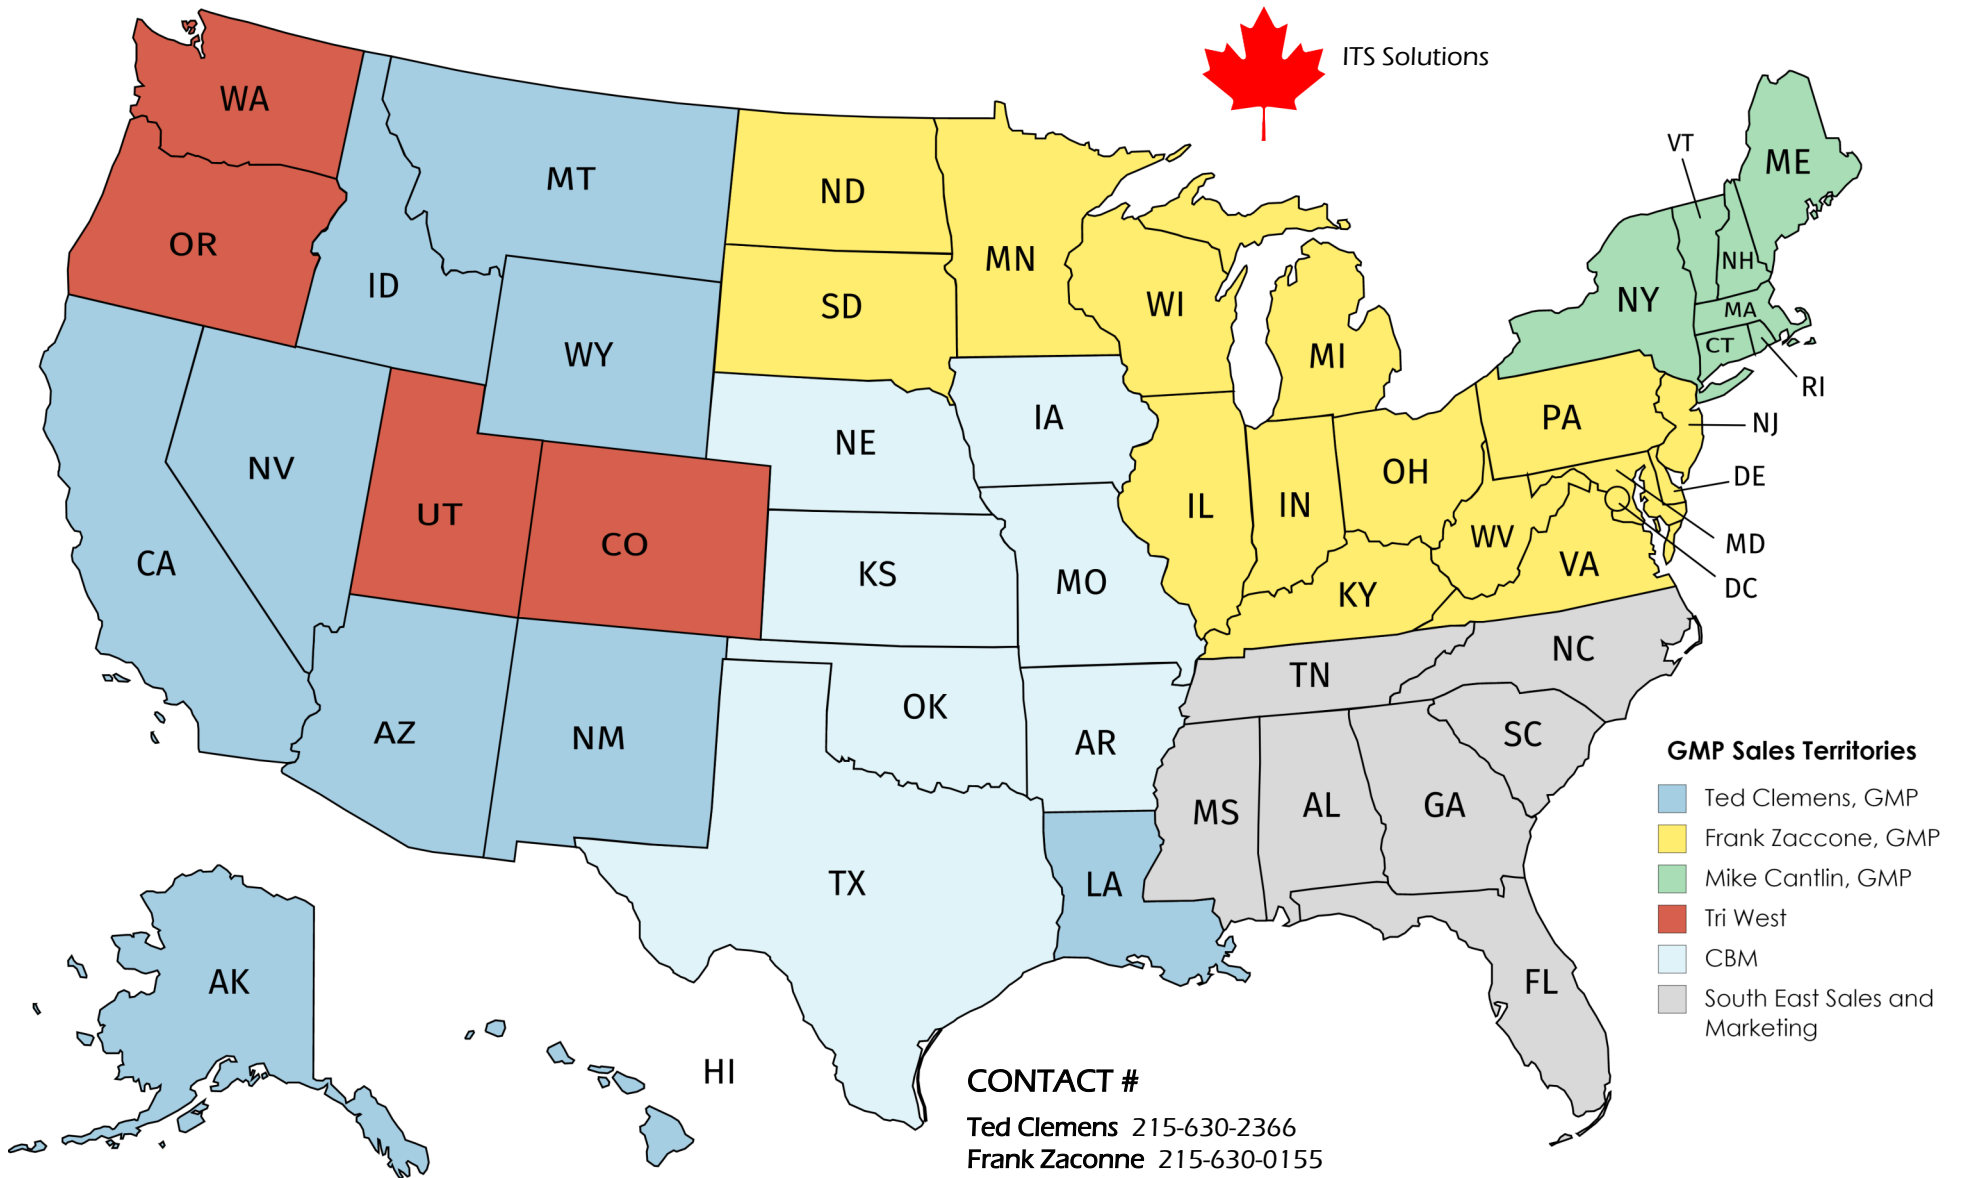 ITS Solutions
WA
VT
ME
MT
ND
OR
MN
NH
ID
NY
SD
WI
MA
WY
MI
CT
RI
IA
PA
NJ
NE
NV
OH
DE
UT
IL
IN
WV
CO
MD
CA
KS
MO
KY
VA
DC
NC
TN
OK
AZ
NM
AR
SC
MS
AL
GA
TX
LA
AK
FL
HI
GMP Sales Territories
Ted Clemens, GMP
Frank Zaccone, GMP
Mike Cantlin, GMP
Tri West
CBM
South East Sales and
Marketing
CONTACT #
Ted Clemens 215-630-2366
Frank Zaconne 215-630-0155